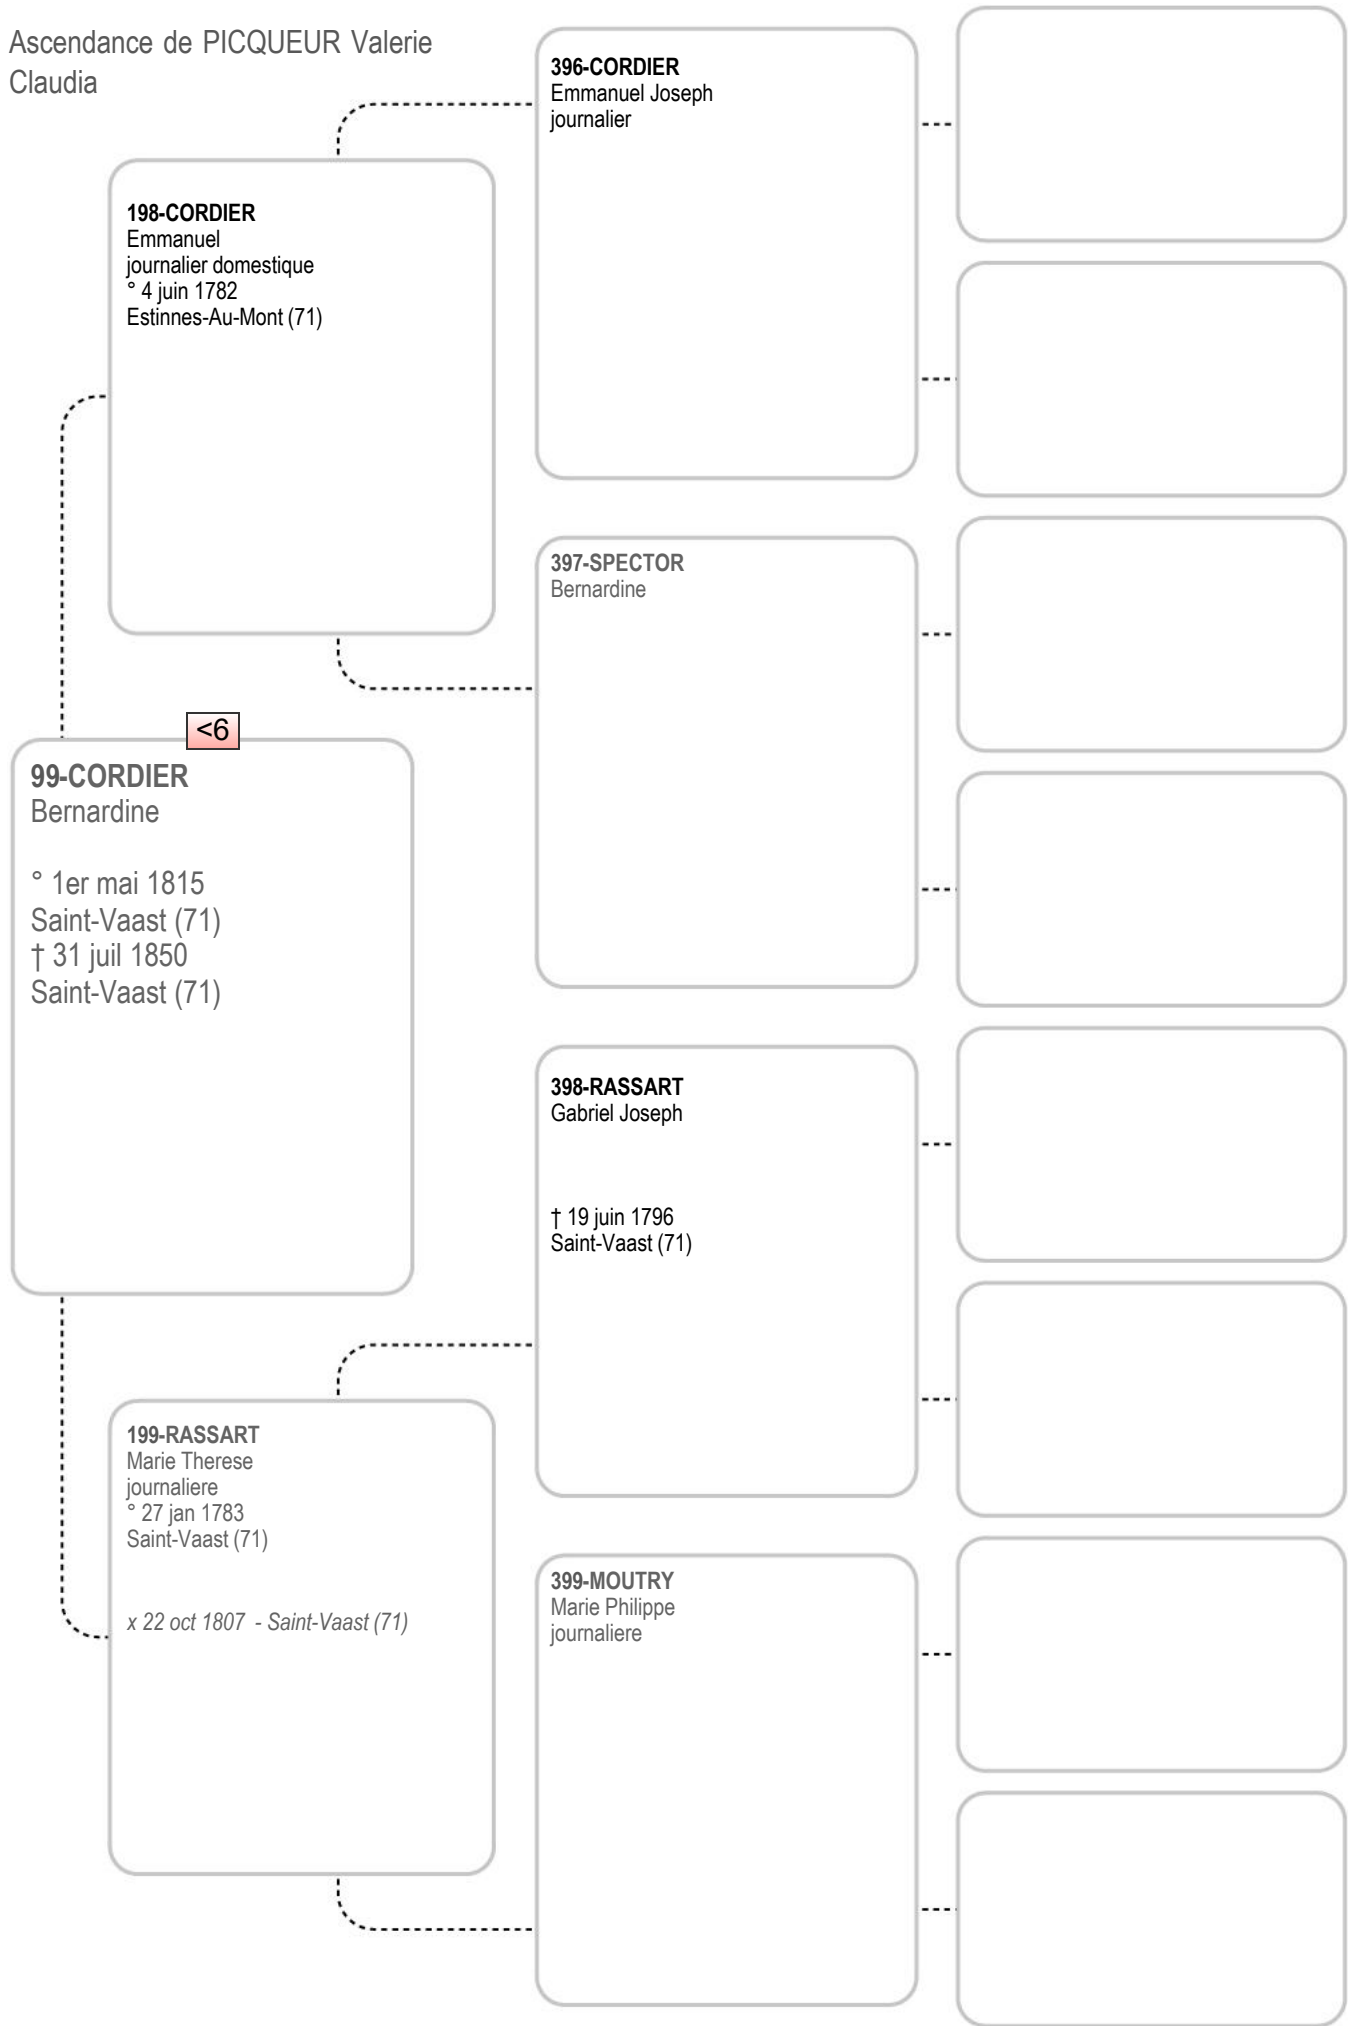 Ascendance de PICQUEUR Valerie
Claudia
396-CORDIER
Emmanuel Joseph
journalier
198-CORDIER
Emmanuel
journalier domestique
° 4 juin 1782
Estinnes-Au-Mont (71)
397-SPECTOR
Bernardine
<6
99-CORDIER
Bernardine
° 1er mai 1815
Saint-Vaast (71)
† 31 juil 1850
Saint-Vaast (71)
398-RASSART
Gabriel Joseph
† 19 juin 1796
Saint-Vaast (71)
199-RASSART
Marie Therese
journaliere
° 27 jan 1783
Saint-Vaast (71)
x 22 oct 1807 - Saint-Vaast (71)
399-MOUTRY
Marie Philippe
journaliere